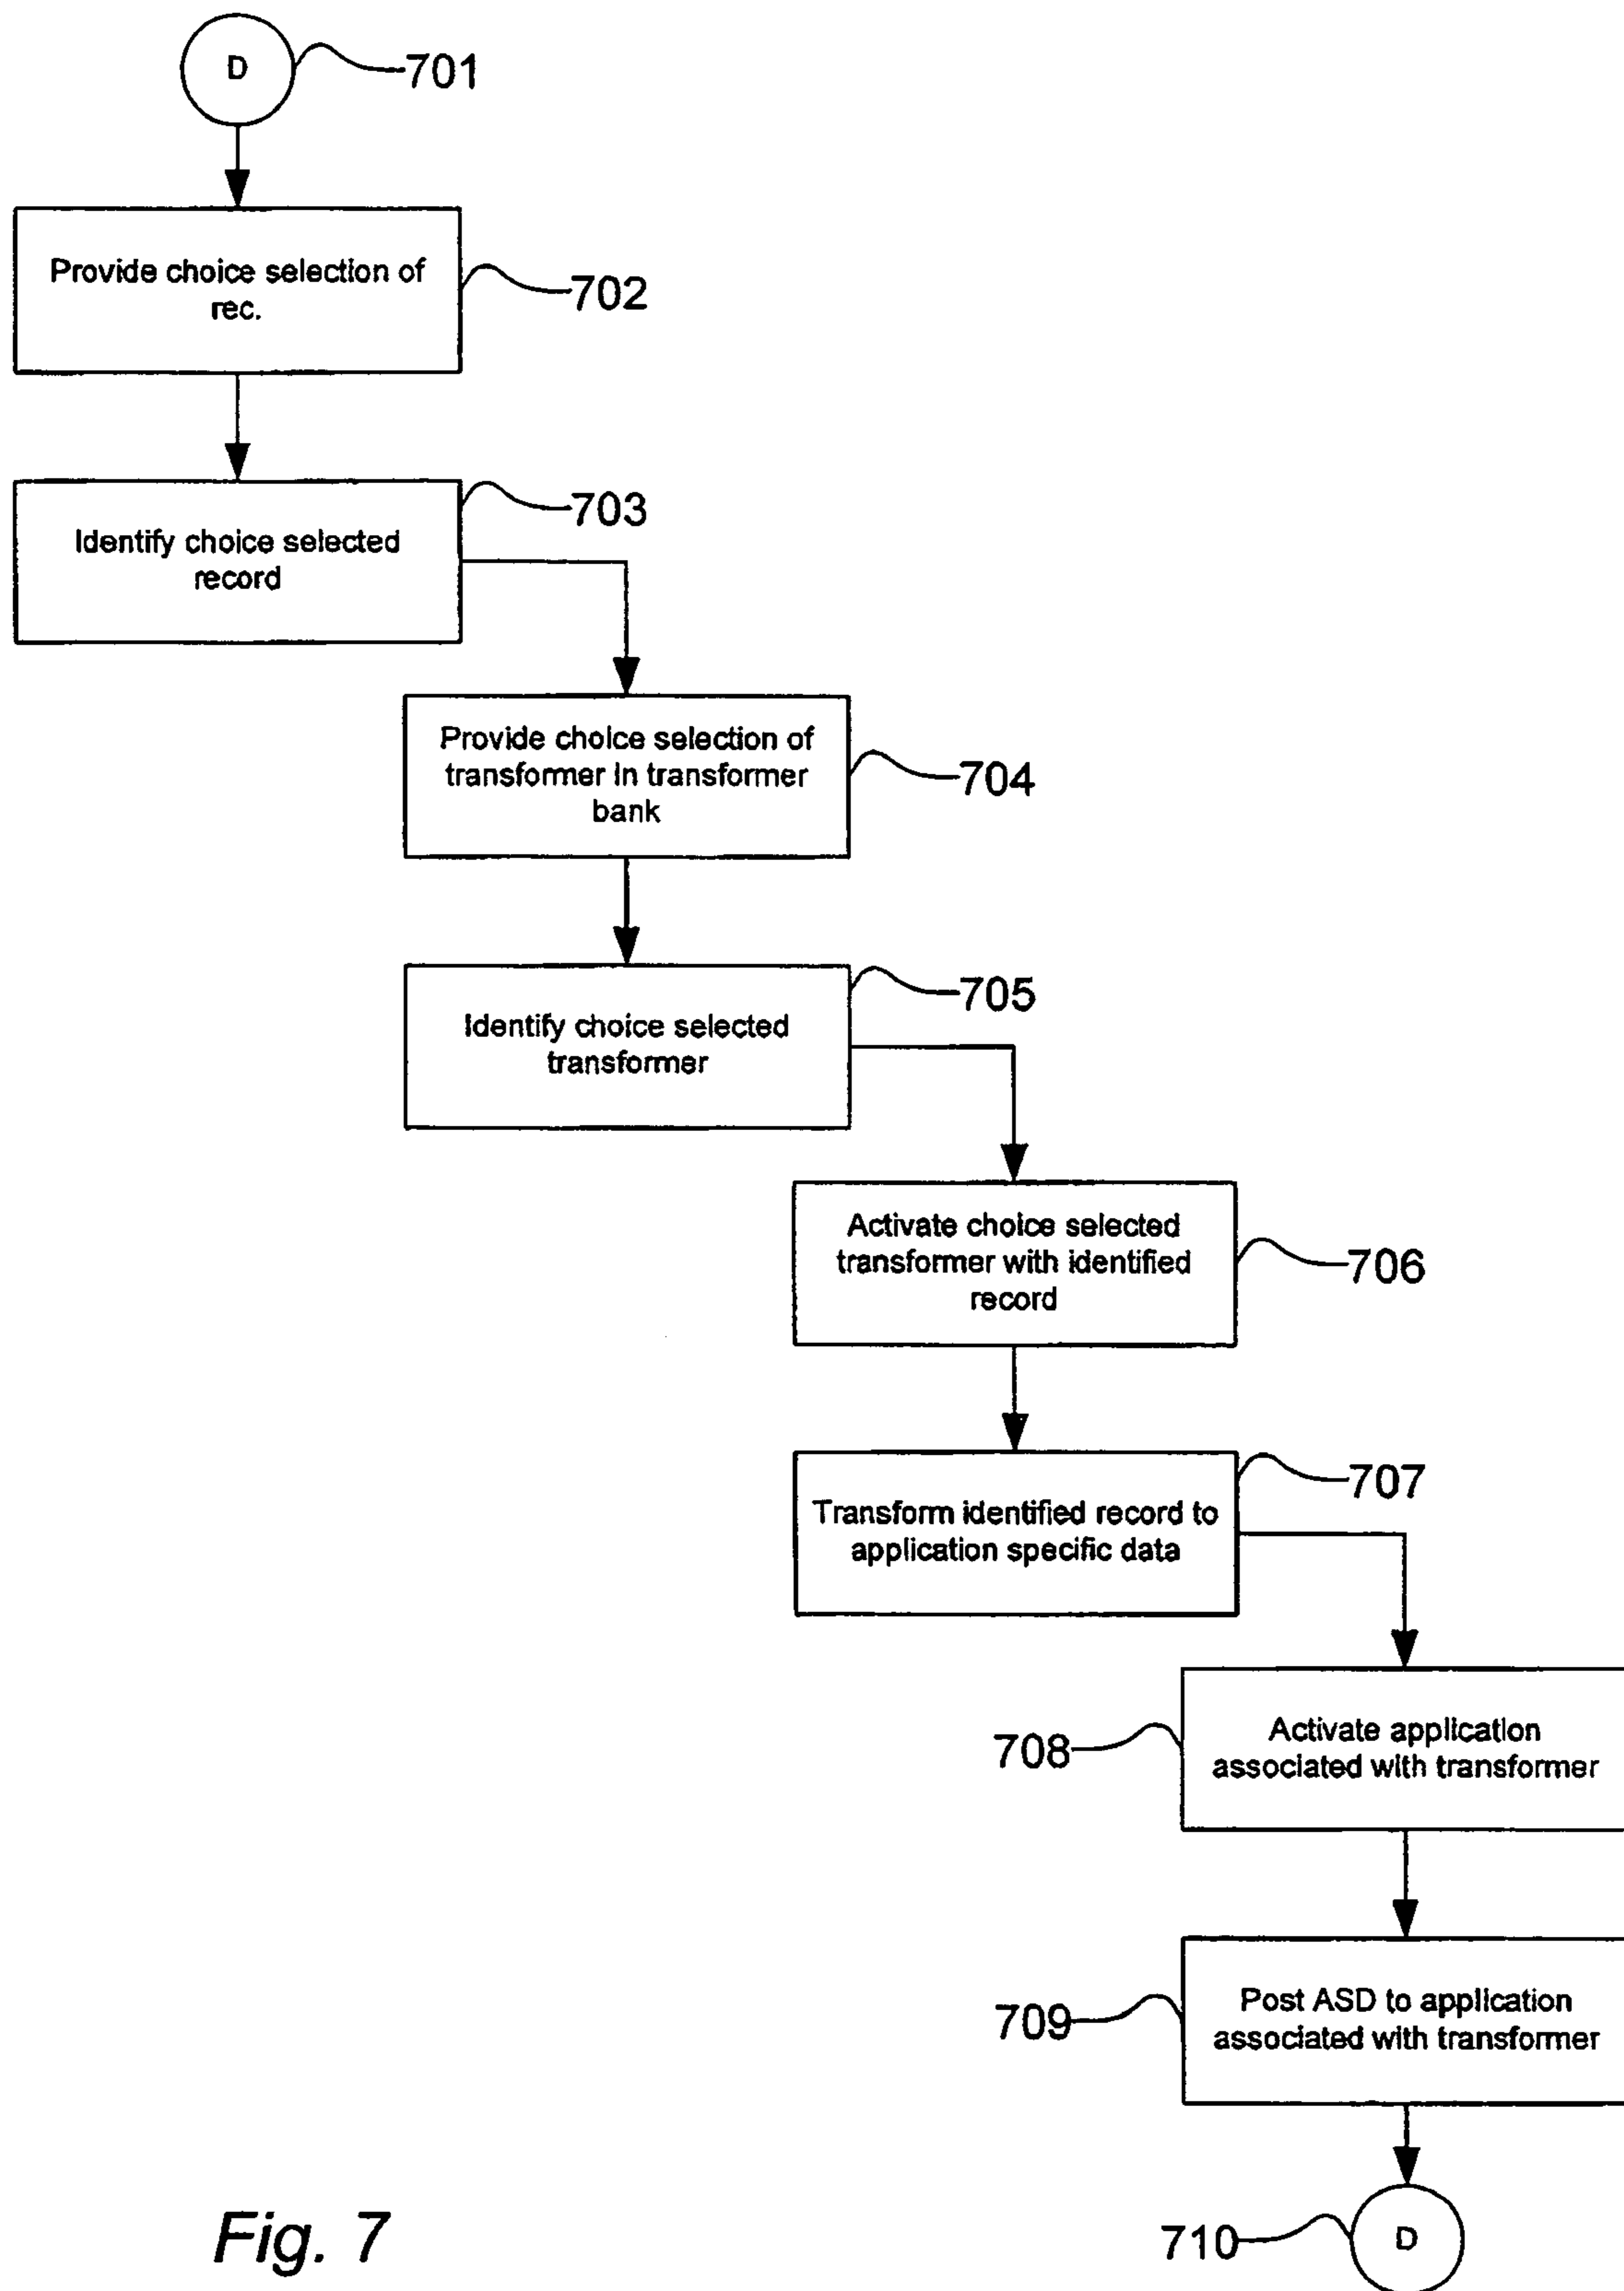 D
701
Provide choice selection of
rec.
702
Identify choice selected
record
703
Provide choice selection of
transformer in transformer
bank
704
Identify choice selected
transformer
705
Activate choice selected
transformer with identified
record
706
Transform identified record to
application specific data
707
Activate application
associated with transformer
708
Post ASD to application
associated with transformer
709
D
710
Fig. 7